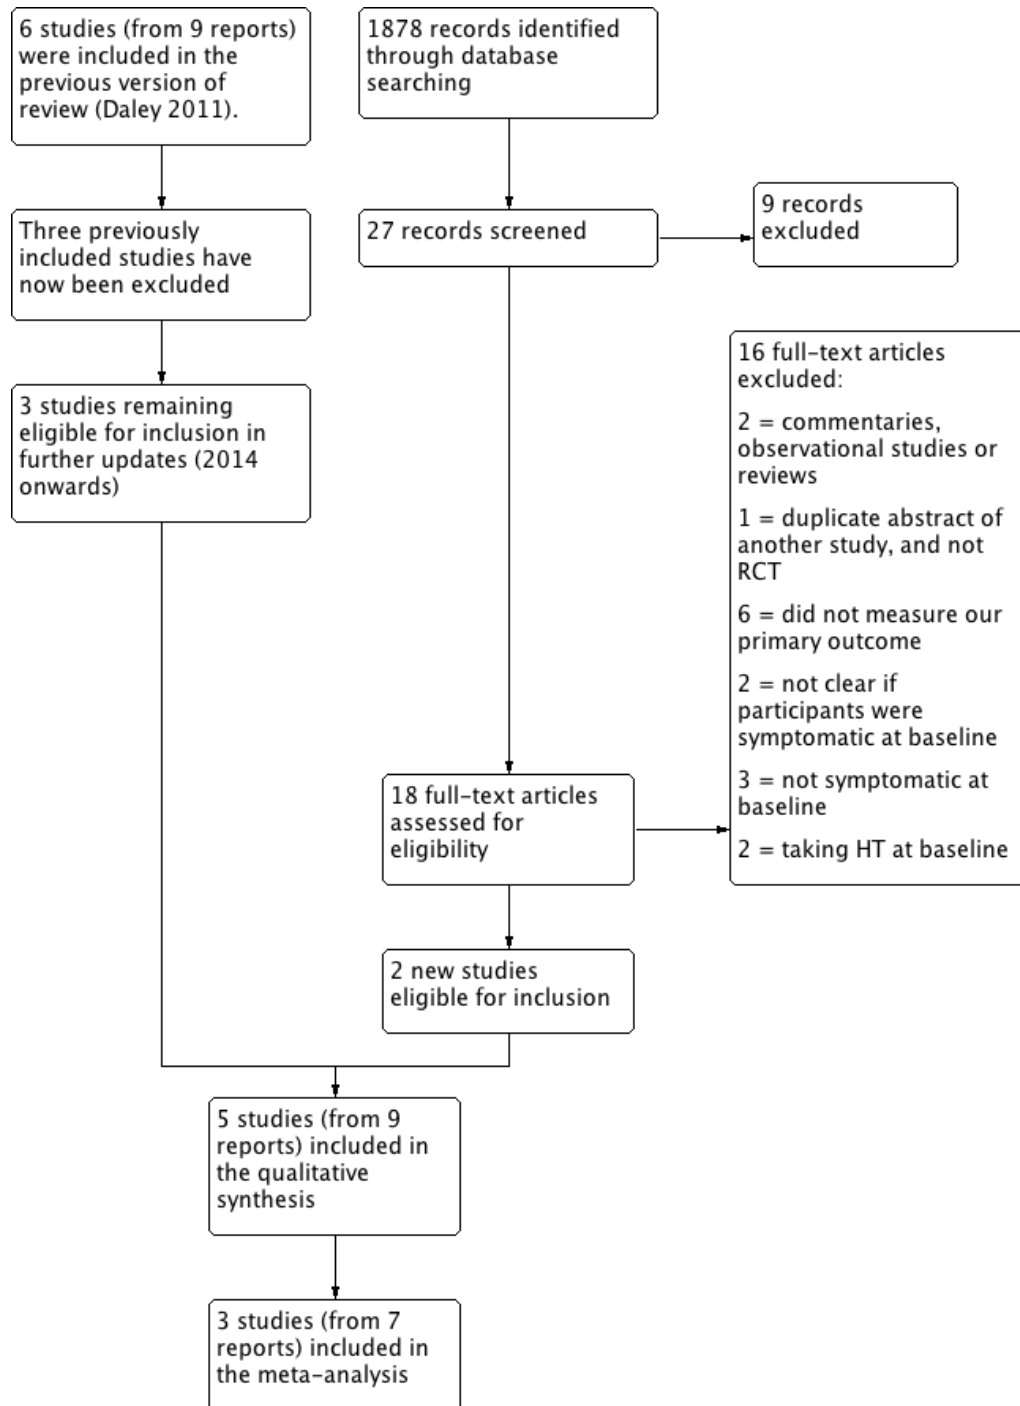 6 studies (from 9 reports)
were included in the
previous version of
review (Daley 2011).
1878 records identified
through database
searching
Three previously
included studies have
now been excluded
27 records screened
9 records
excluded
3 studies remaining
eligible for inclusion in
further updates (2014
onwards)
16 full-text articles
excluded:
2 = commentaries,
observational studies or
reviews
1 = duplicate abstract of
another study, and not
RCT
6 = did not measure our
primary outcome
2 = not clear if
participants were
symptomatic at baseline
3 = not symptomatic at
baseline
2 = taking HT at baseline
18 full-text articles
assessed for
eligibility
2 new studies
eligible for inclusion
5 studies (from 9
reports) included in
the qualitative
synthesis
3 studies (from 7
reports) included in
the meta-analysis